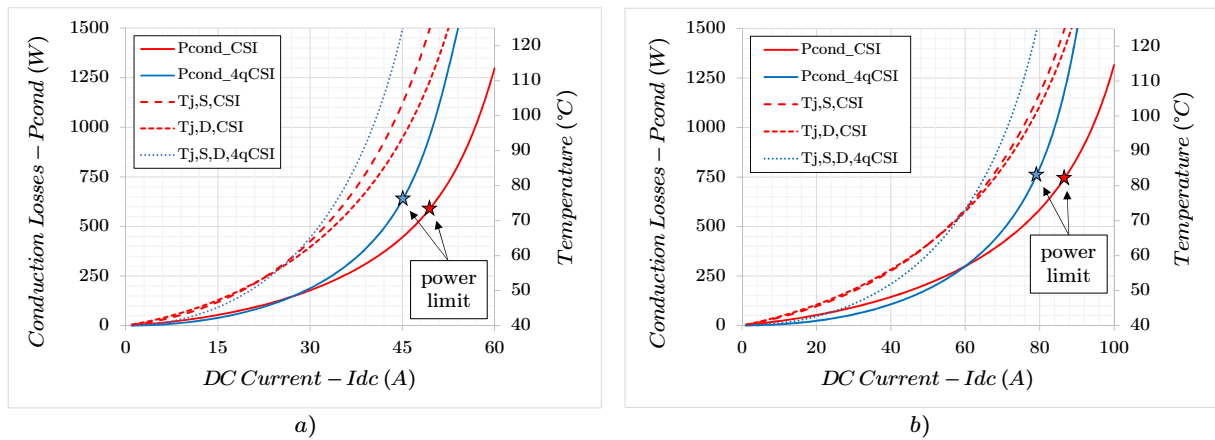 a)
Conduction Losses – Pcond (W)
1500
1250
1000
750
500
250
0
Pcond_CSI
Pcond_4qCSI
Tj,S,CSI
Tj,D,CSI
Tj,S,D,4qCSI
power
limit
120
110
100
90
80
70
60
50
40
Temperature (°C)
0
15
30
45
60
DC Current – Idc (A)
a)
b)
Conduction Losses – Pcond (W)
1500
1250
1000
750
500
250
0
Pcond_CSI
Pcond_4qCSI
Tj,S,CSI
Tj,D,CSI
Tj,S,D,4qCSI
power
limit
120
110
100
90
80
70
60
50
40
Temperature (°C)
0
20
40
60
80
100
DC Current – Idc (A)
b)